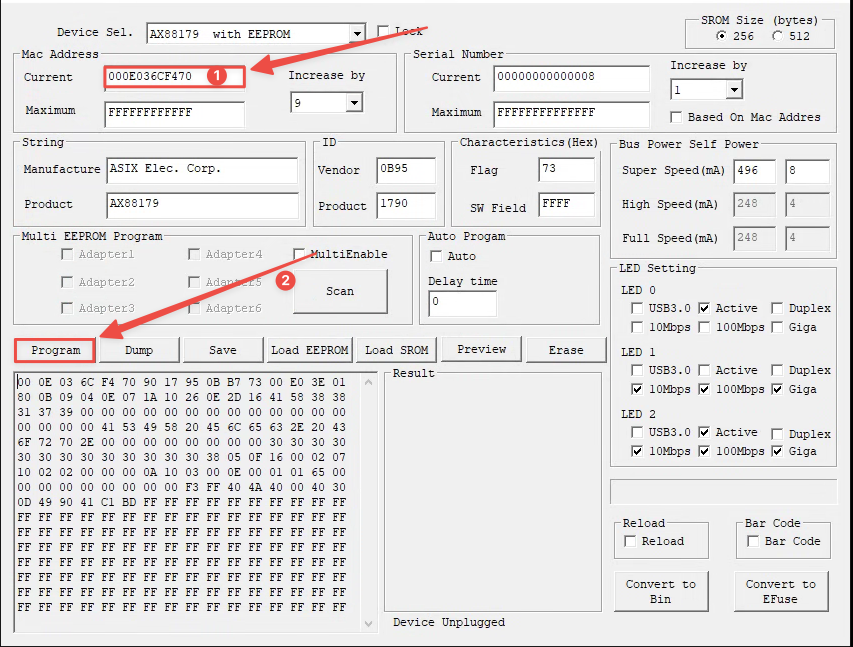 Device Sel. AX88179 with EEPROM Lock
SROM Size (bytes)
256 512
Mac Address
Current 000E036CF470 1
Increase by
9
Maximum FFFFFFFFFFFF
Serial Number
Current 00000000000008
Increase by
1
Maximum FFFFFFFFFFFFFF
Based On Mac Addres
String
Manufacture ASIX Elec. Corp.
Product AX88179
ID
Vendor 0B95
Product 1790
Characteristics(Hex)
Flag 73
SW Field FFFF
Bus Power Self Power
Super Speed(mA) 496 8
High Speed(mA) 248 4
Full Speed(mA) 248 4
Multi EEPROM Program
Adapter1 Adapter4 MultiEnable
Adapter2 Adapter5 2
Adapter3 Adapter6
Scan
Auto Progam
Auto
Delay time
0
LED Setting
LED 0
USB3.0 Active Duplex
10Mbps 100Mbps Giga
LED 1
USB3.0 Active Duplex
10Mbps 100Mbps Giga
LED 2
USB3.0 Active Duplex
10Mbps 100Mbps Giga
Program Dump Save Load EEPROM Load SROM Preview Erase
00 0E 03 6C F4 70 90 17 95 0B B7 73 00 E0 3E 01
80 0B 09 04 0E 07 1A 10 26 0E 2D 16 41 58 38 38
31 37 39 00 00 00 00 00 00 00 00 00 00 00 00 00
00 00 00 00 41 53 49 58 20 45 6C 65 63 2E 20 43
6F 72 70 2E 00 00 00 00 00 00 00 00 30 30 30 30
30 30 30 30 30 30 30 30 30 38 05 0F 16 00 02 07
10 02 02 00 00 00 0A 10 03 00 0E 00 01 01 65 00
00 00 00 00 00 00 00 00 F3 FF 40 4A 40 00 40 30
0D 49 90 41 C1 BD FF FF FF FF FF FF FF FF FF FF
FF FF FF FF FF FF FF FF FF FF FF FF FF FF FF FF
FF FF FF FF FF FF FF FF FF FF FF FF FF FF FF FF
FF FF FF FF FF FF FF FF FF FF FF FF FF FF FF FF
FF FF FF FF FF FF FF FF FF FF FF FF FF FF FF FF
FF FF FF FF FF FF FF FF FF FF FF FF FF FF FF FF
FF FF FF FF FF FF FF FF FF FF FF FF FF FF FF FF
FF FF FF FF FF FF FF FF FF FF FF FF FF FF FF FF
Result
Device Unplugged
Reload
Reload
Bar Code
Bar Code
Convert to
Bin
Convert to
EFuse